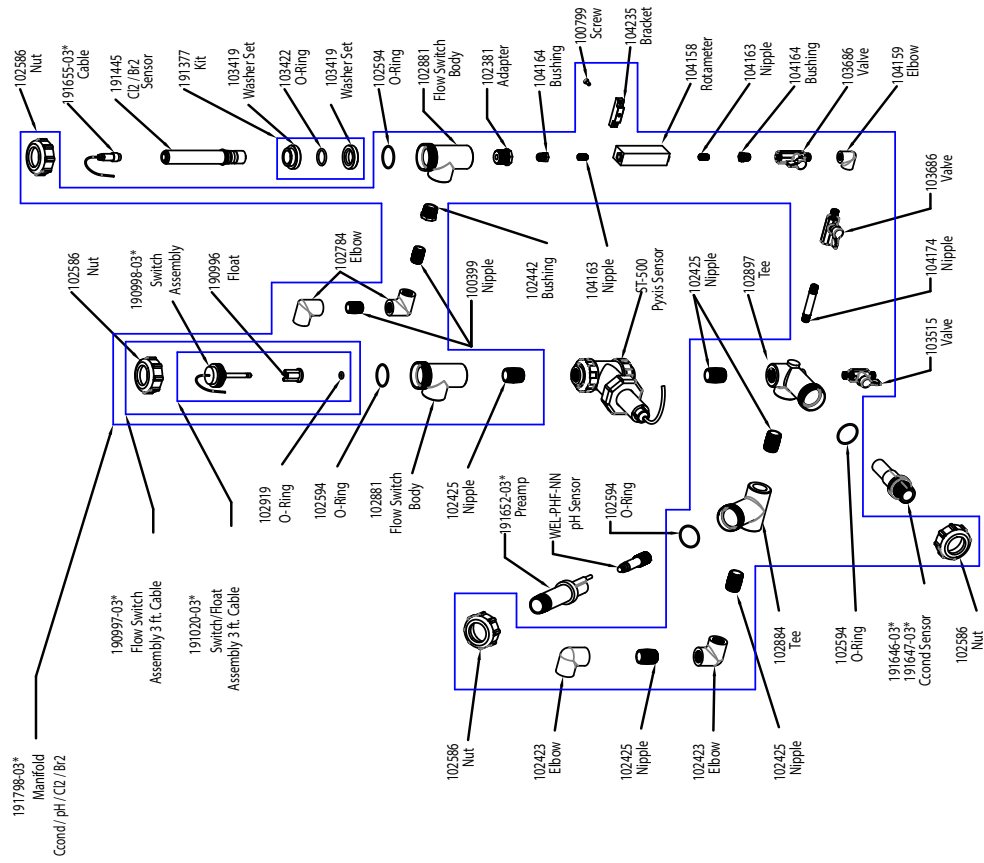 102586
Nut
191655-03*
Cable
191445
Cl2 / Br2
Sensor
191377
Kit
103419
Washer Set
103422
O-Ring
103419
Washer Set
102594
O-Ring
102881
Flow Switch
Body
102381
Adapter
104164
Bushing
100799
Screw
104235
Bracket
104158
Rotameter
104163
Nipple
104164
Bushing
103686
Valve
104159
Elbow
102586
Nut
190998-03*
Switch
Assembly
190996
Float
102784
Elbow
100399
Nipple
102442
Bushing
104163
Nipple
ST-500
Pyxis Sensor
102425
Nipple
102897
Tee
103686
Valve
104174
Nipple
103515
Valve
102919
O- Ring
102594
O-Ring
102881
Flow Switch
Body
102425
Nipple
191652-03*
Preamp
WEL-PHF-NN
pH Sensor
102594
O-Ring
190997-03*
Flow Switch
Assembly 3 ft. Cable
191020-03*
Switch/Float
Assembly 3 ft. Cable
102884
Tee
102594
O-Ring
191646-03*
191647-03*
Ccond Sensor
102586
Nut
191798-03*
Manifold
Ccond / pH / Cl2 / Br2
102586
Nut
102423
Elbow
102425
Nipple
102423
Elbow
102425
Nipple